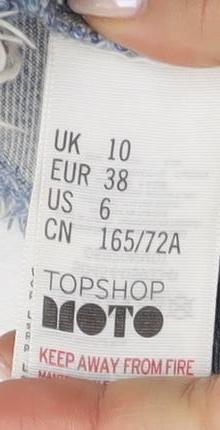 UK 10
EUR 38
US 6
CN 165/72A
TOPSHOP
MOTO
KEEP AWAY FROM FIRE